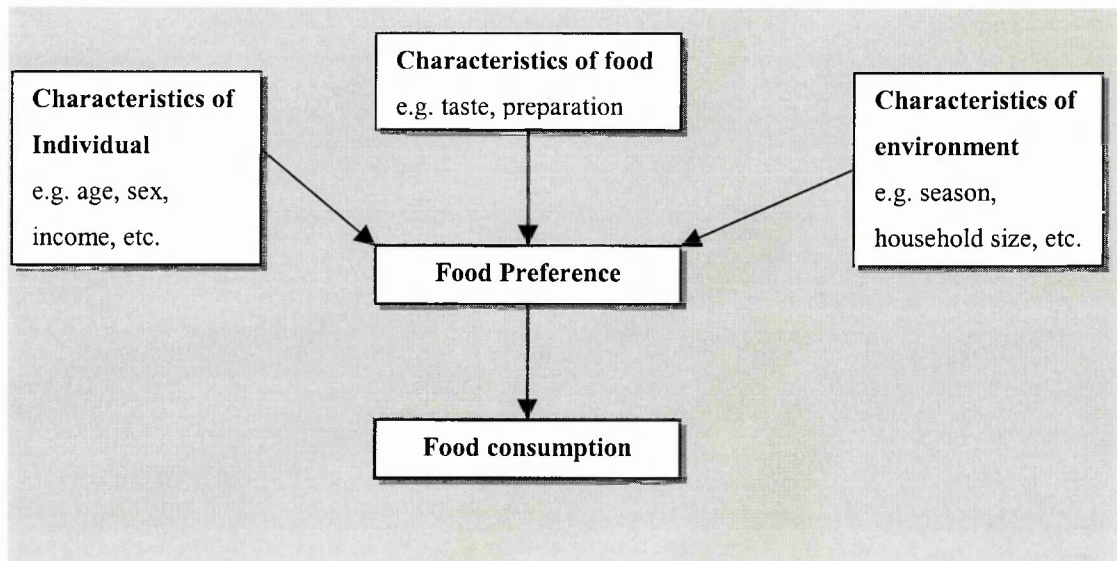 Characteristics of
Individual
e.g. age, sex,
income, etc.
Characteristics of food
e.g. taste, preparation
Characteristics of
environment
e.g. season,
household size, etc.
Food Preference
Food consumption